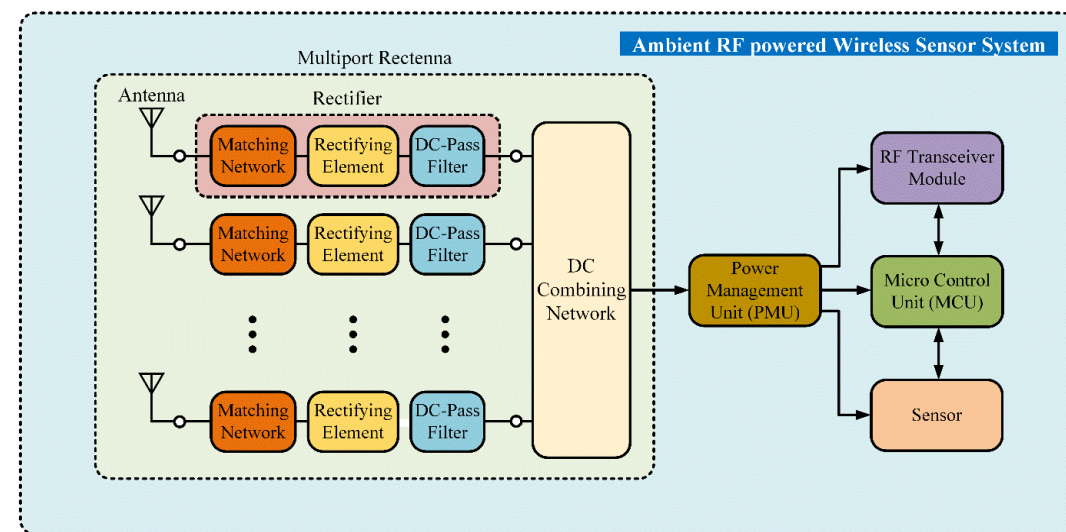 Ambient RF powered Wireless Sensor System
Multiport Rectenna
Antenna
Rectifier
Matching
Network
Rectifying
Element
DC-Pass
Filter
Matching
Network
Rectifying
Element
DC-Pass
Filter
Matching
Network
Rectifying
Element
DC-Pass
Filter
DC
Combining
Network
Power
Management
Unit (PMU)
RF Transceiver
Module
Micro Control
Unit (MCU)
Sensor